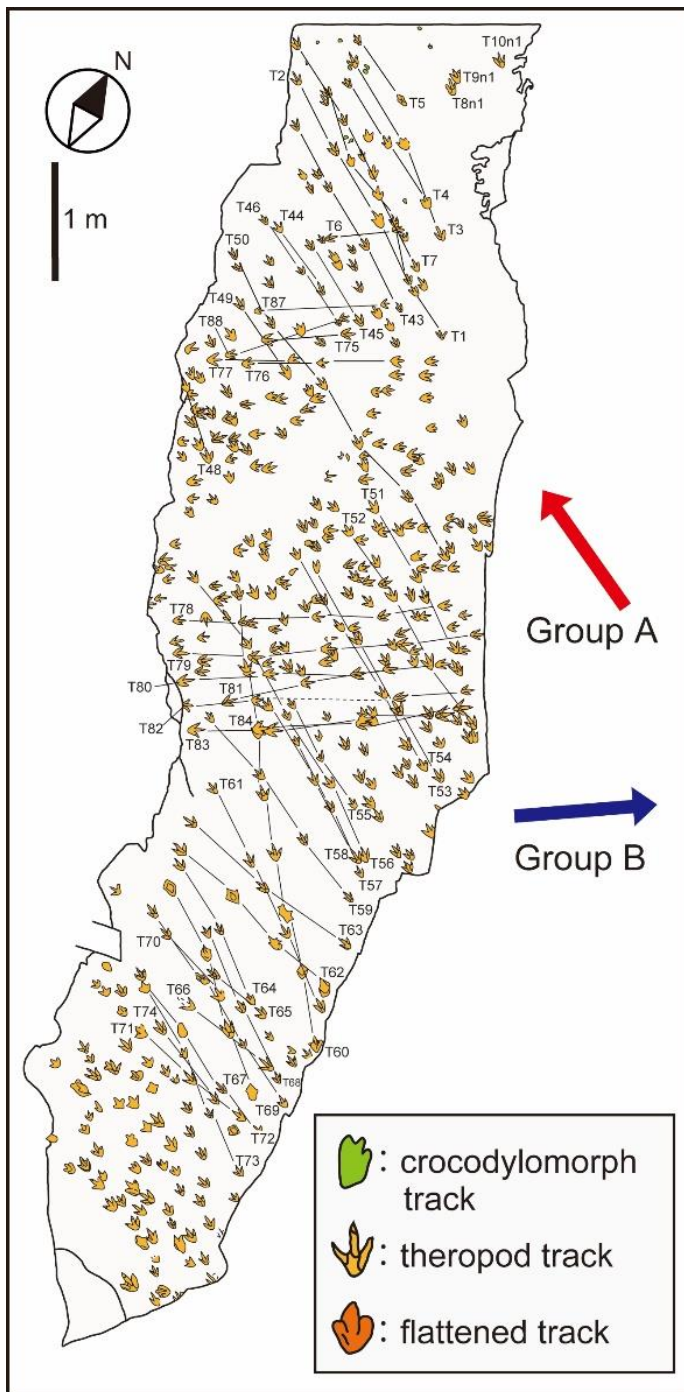 T10n1
N
T2
T9n1
T5
T8n1
1 m
T4
T46
T44
T6
T3
T50
T7
T49
T87
T88
T43
T45
T1
T75
T77
T76
T48
T51
T52
Group A
T78
T79
T80
T81
T82
T84
T83
T54
T61
T53
T55
Group B
T58
T56
T57
T59
T63
T70
T62
T66
T64
T74
T65
T71
T60
T67
T68
T69
T72
T73
: crocodylomorph
track
: theropod track
: flattened track